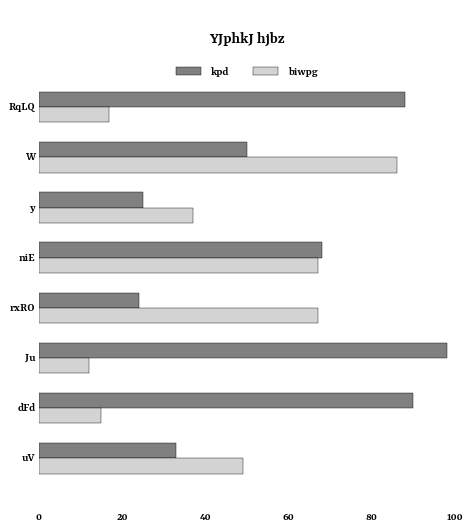 YJphkJ hjbz
kpd biwpg
RqLQ
W
y
niE
rxRO
Ju
dFd
uV
0 20 40 60 80 100